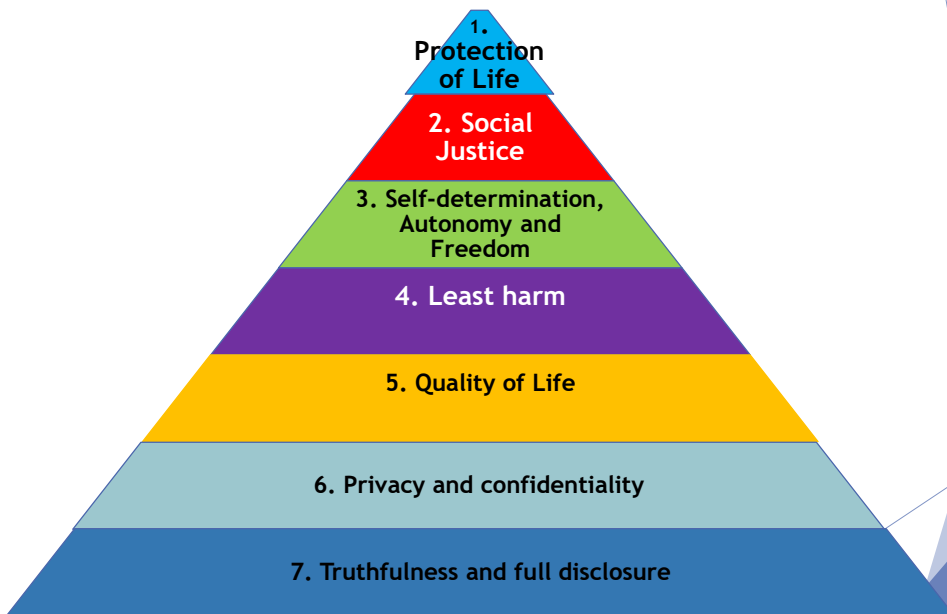 1.
Protection
of Life
2. Social
Justice
3. Self-determination,
Autonomy and
Freedom
4. Least harm
5. Quality of Life
6. Privacy and confidentiality
7. Truthfulness and full disclosure